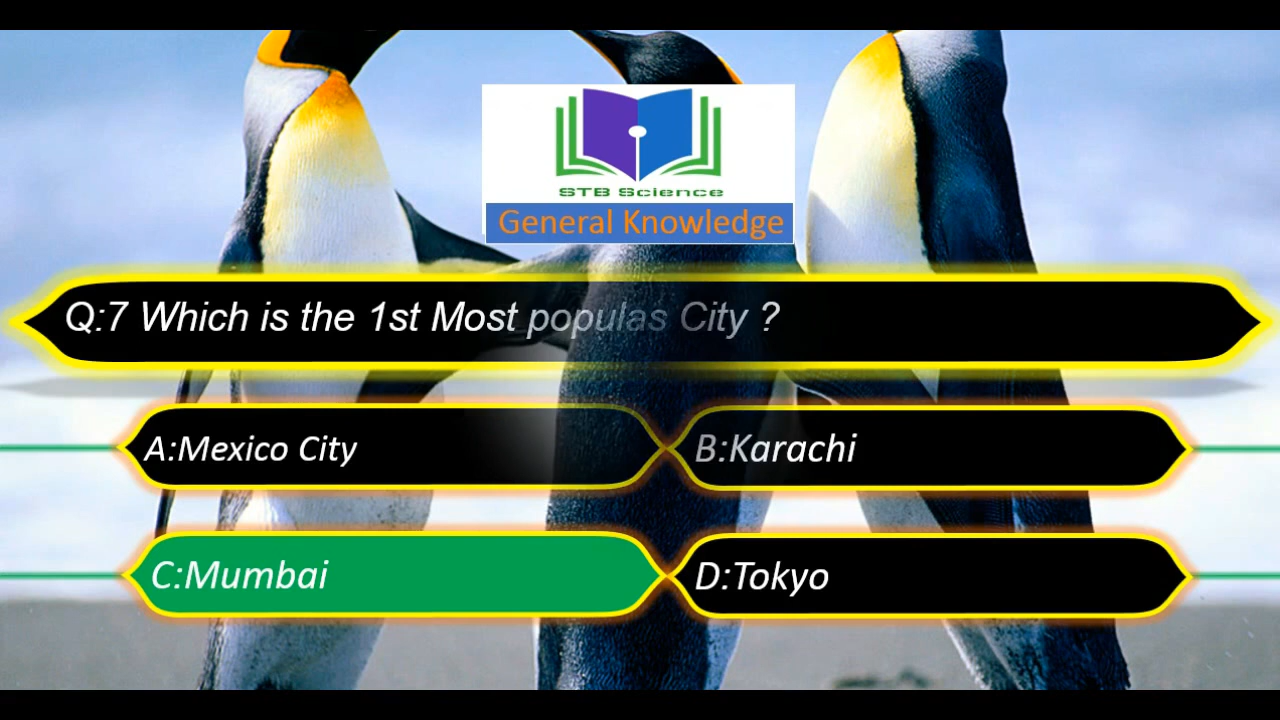 STB Science
General Knowledge
Q:7 Which is the 1st Most populas City ?
A:Mexico City
B:Karachi
C:Mumbai
D:Tokyo